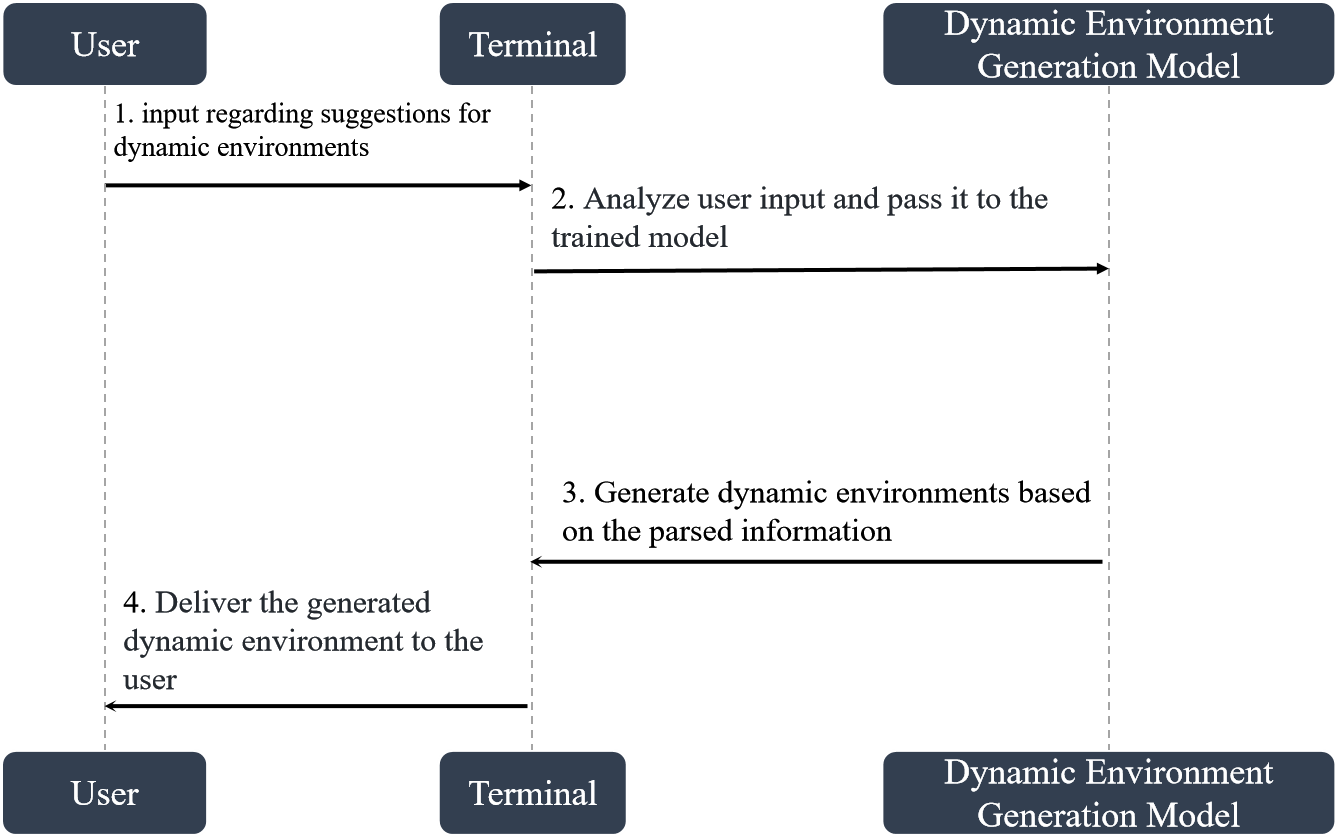 User
Terminal
Dynamic Environment
Generation Model
1. input regarding suggestions for
dynamic environments
2. Analyze user input and pass it to the
trained model
3. Generate dynamic environments based
on the parsed information
4. Deliver the generated
dynamic environment to the
user
User
Terminal
Dynamic Environment
Generation Model